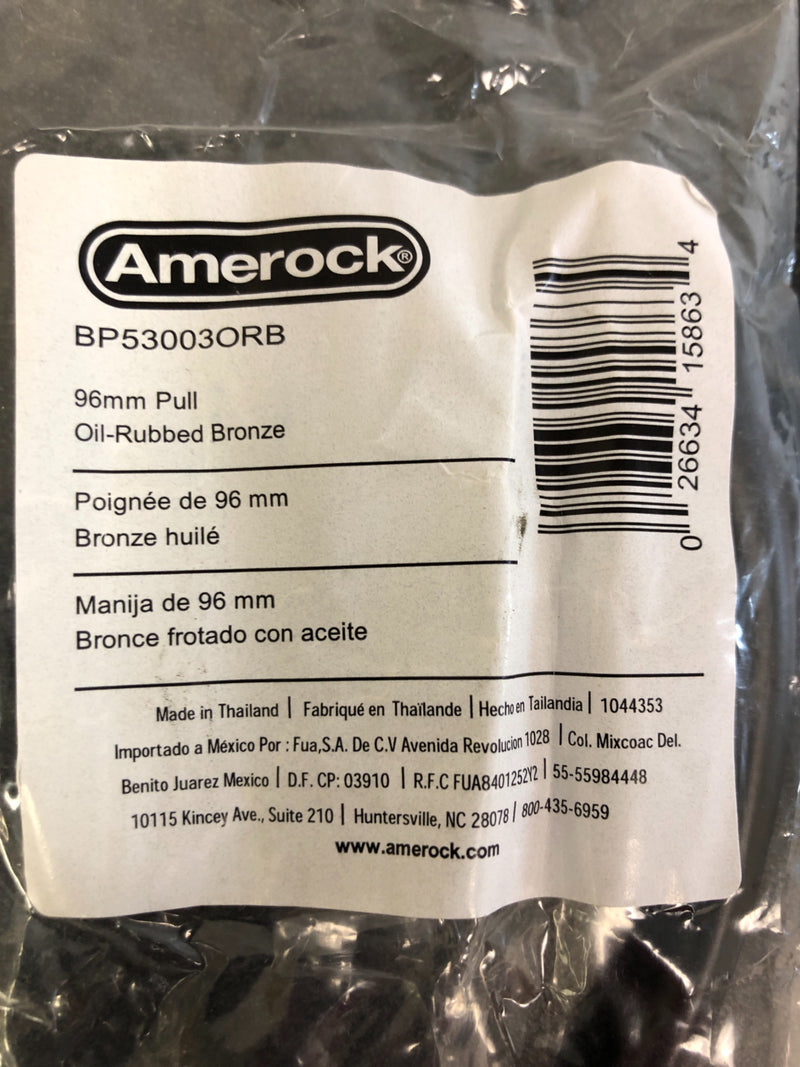 Amerock®
BP53003ORB
96mm Pull
Oil-Rubbed Bronze
Poignée de 96 mm
Bronze huilé
Manija de 96 mm
Bronce frotado con aceite
0 26634 15863 4
Made in Thailand | Fabriqué en Thaïlande | Hecho en Tailandia | 1044353
Importado a México Por : Fua,S.A. De C.V Avenida Revolucion 1028 | Col. Mixcoac Del.
Benito Juarez Mexico | D.F. CP: 03910 | R.F.C FUA8401252Y2 | 55-55984448
10115 Kincey Ave., Suite 210 | Huntersville, NC 28078 / 800-435-6959
www.amerock.com